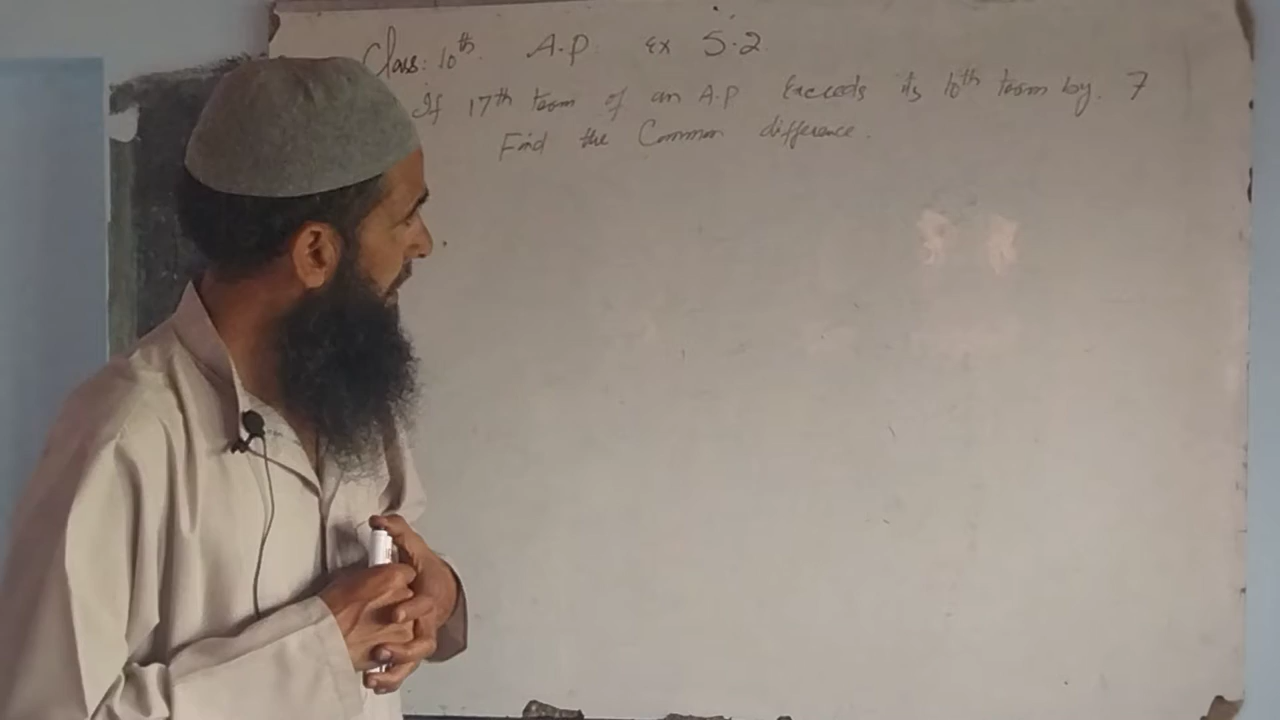 Class: 10th. A.P. Ex 5.2.
If 17th term of an A.P Exceeds its 10th term by. 7
Find the Common difference.